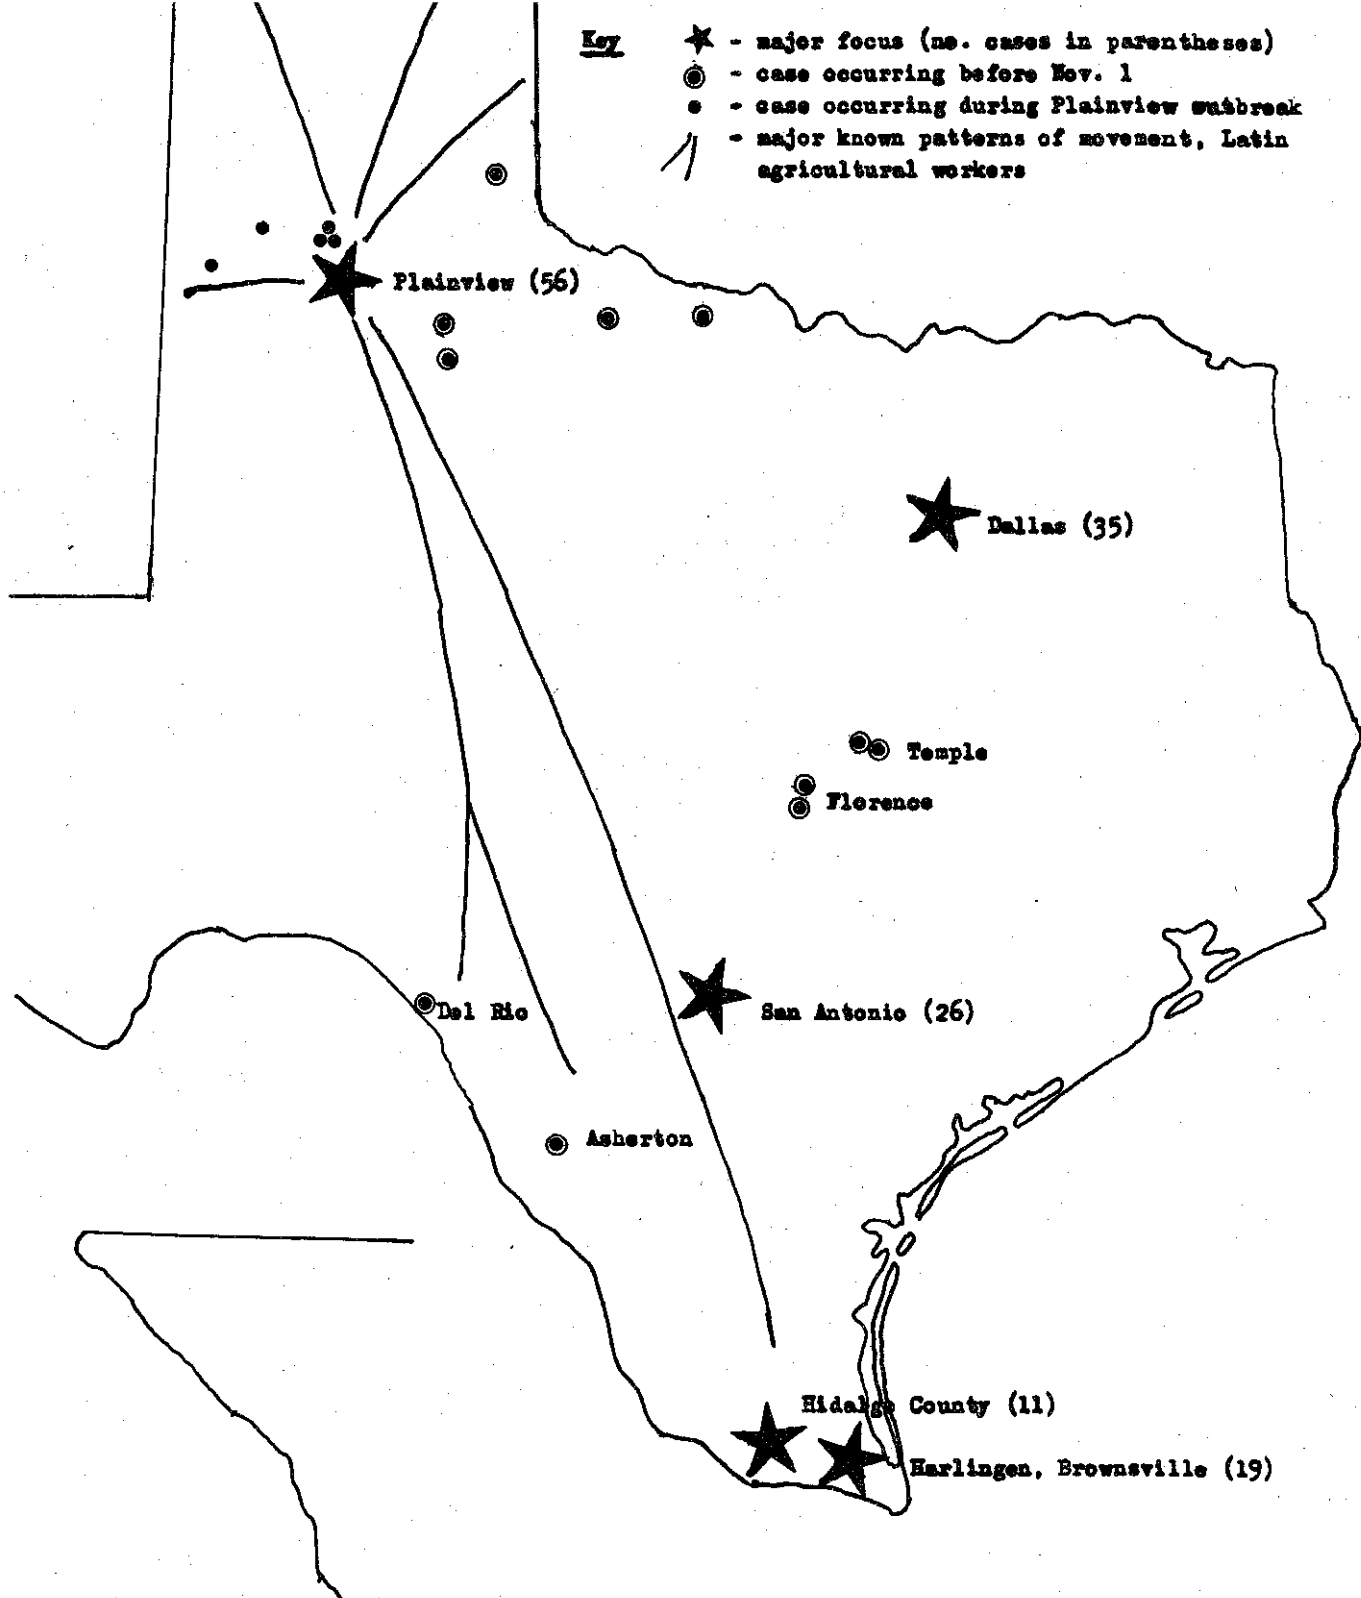 Key
- major focus (no. cases in parentheses)
- case occurring before Nov. 1
- case occurring during Plainview outbreak
- major known patterns of movement, Latin
agricultural workers
Plainview (56)
Dallas (35)
Temple
Florence
San Antonio (26)
Del Rio
Asherton
Hidalgo County (11)
Harlingen, Brownsville (19)